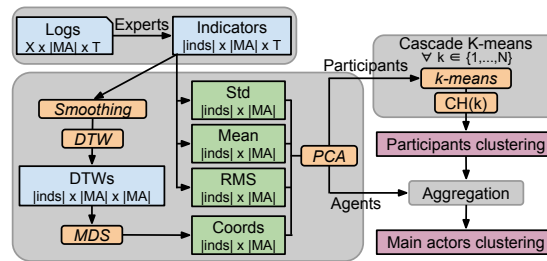 Logs
X x |MA| x T
Experts
Indicators
|inds| x |MA| x T
Smoothing
DTW
DTWs
|inds| x |MA| x |MA|
MDS
Std
|inds| x |MA|
Mean
|inds| x |MA|
RMS
|inds| x |MA|
Coords
|inds| x |MA|
PCA
Participants
Agents
Cascade K-means
∀ k ∈ {1,...,N}
k-means
CH(k)
Participants clustering
Aggregation
Main actors clustering